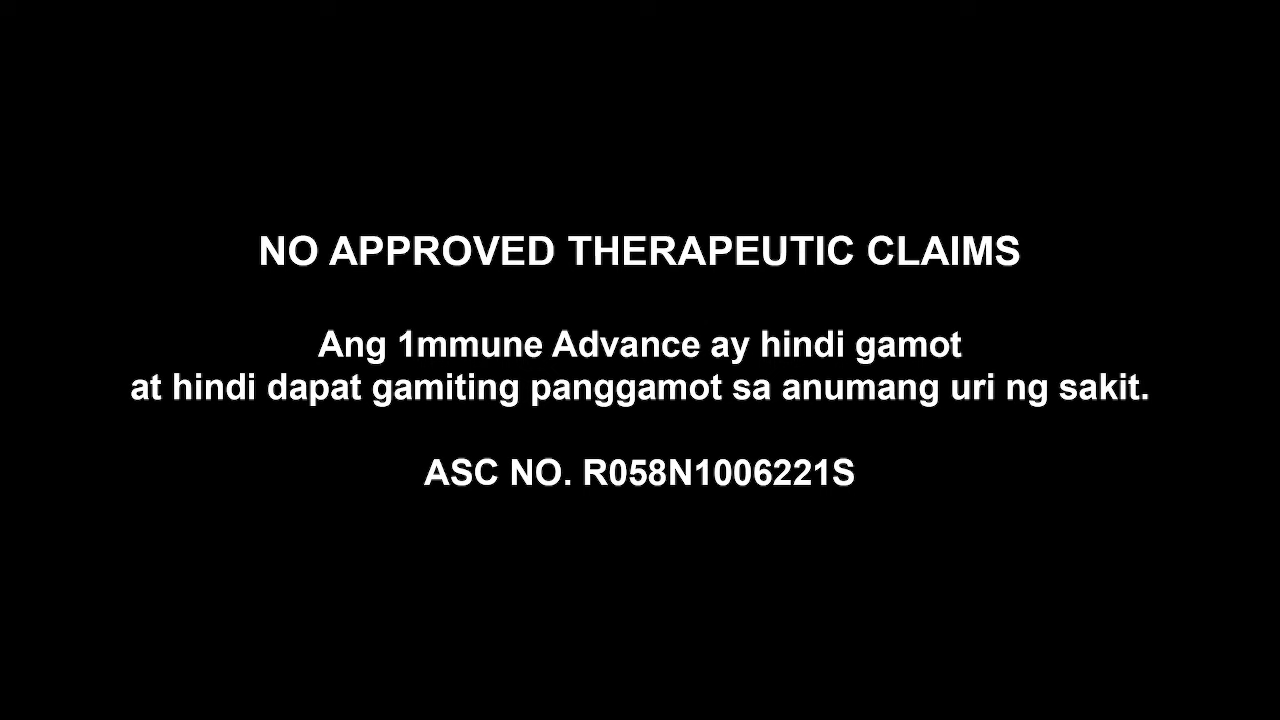 NO APPROVED THERAPEUTIC CLAIMS
Ang 1mmune Advance ay hindi gamot
at hindi dapat gamiting panggamot sa anumang uri ng sakit.
ASC NO. R058N1006221S